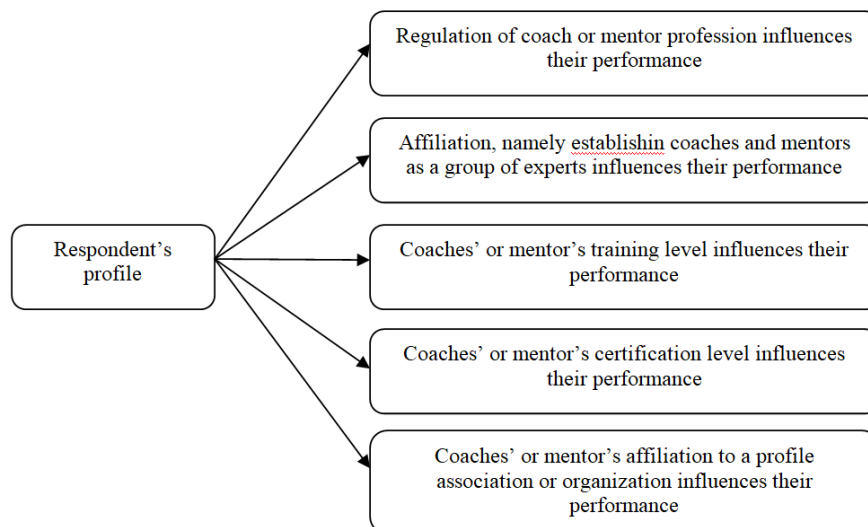 Regulation of coach or mentor profession influences
their performance
Affiliation, namely establishin coaches and mentors
as a group of experts influences their performance
Respondent's
profile
Coaches' or mentor's training level influences their
performance
Coaches' or mentor's certification level influences
their performance
Coaches' or mentor's affiliation to a profile
association or organization influences their
performance